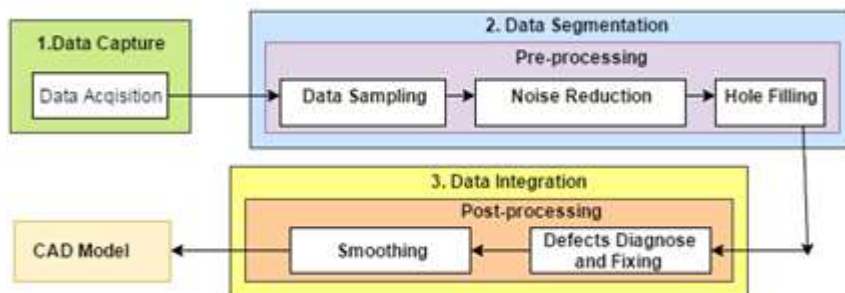 1.Data Capture
Data Acqisition
2. Data Segmentation
Pre-processing
Data Sampling
Noise Reduction
Hole Filling
3. Data Integration
Post-processing
Defects Diagnose
and Fixing
Smoothing
CAD Model